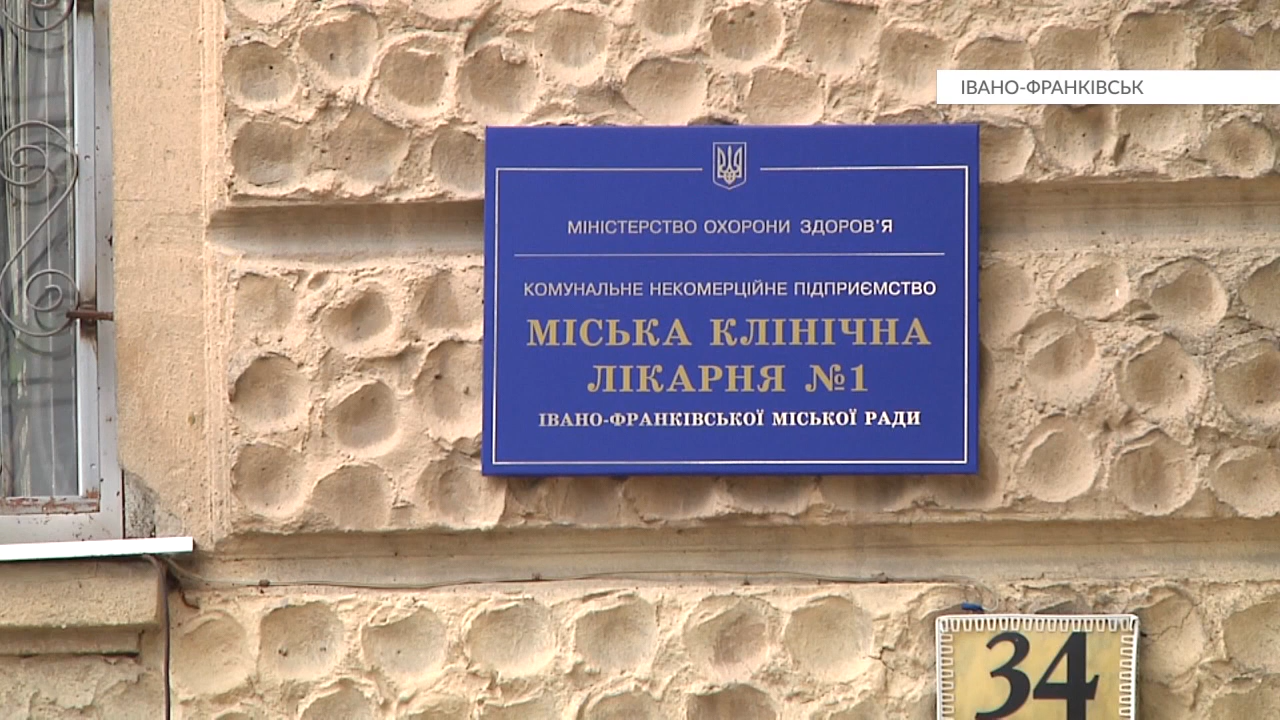 ІВАНО-ФРАНКІВСЬК
МІНІСТЕРСТВО ОХОРОНИ ЗДОРОВ'Я
КОМУНАЛЬНЕ НЕКОМЕРЦІЙНЕ ПІДПРИЄМСТВО
МІСЬКА КЛІНІЧНА
ЛІКАРНЯ №1
ІВАНО-ФРАНКІВСЬКОЇ МІСЬКОЇ РАДИ
34